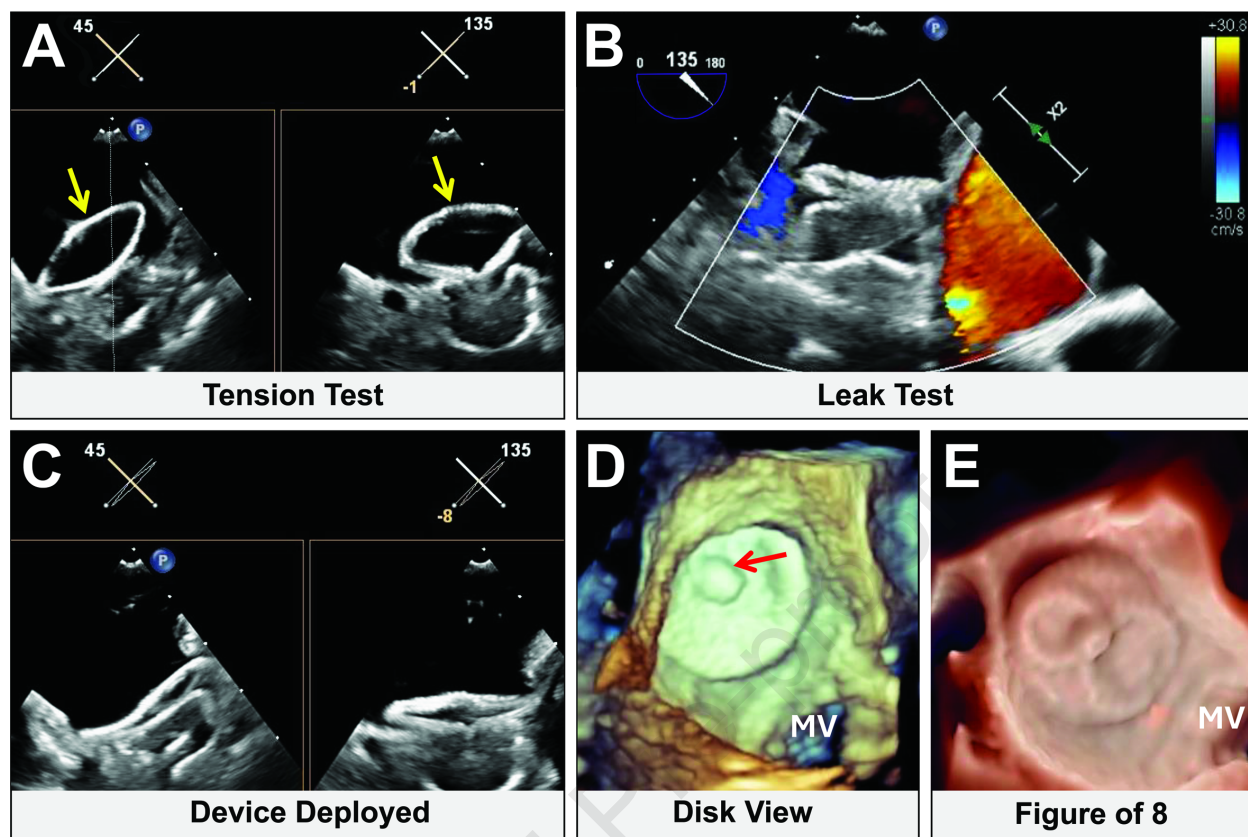 A
45
135
-1
P
Tension Test
B
0 135 180
P
X2
+30.8
-30.8
cm/s
Leak Test
C
45
135
-8
P
Device Deployed
D
MV
Disk View
E
MV
Figure of 8